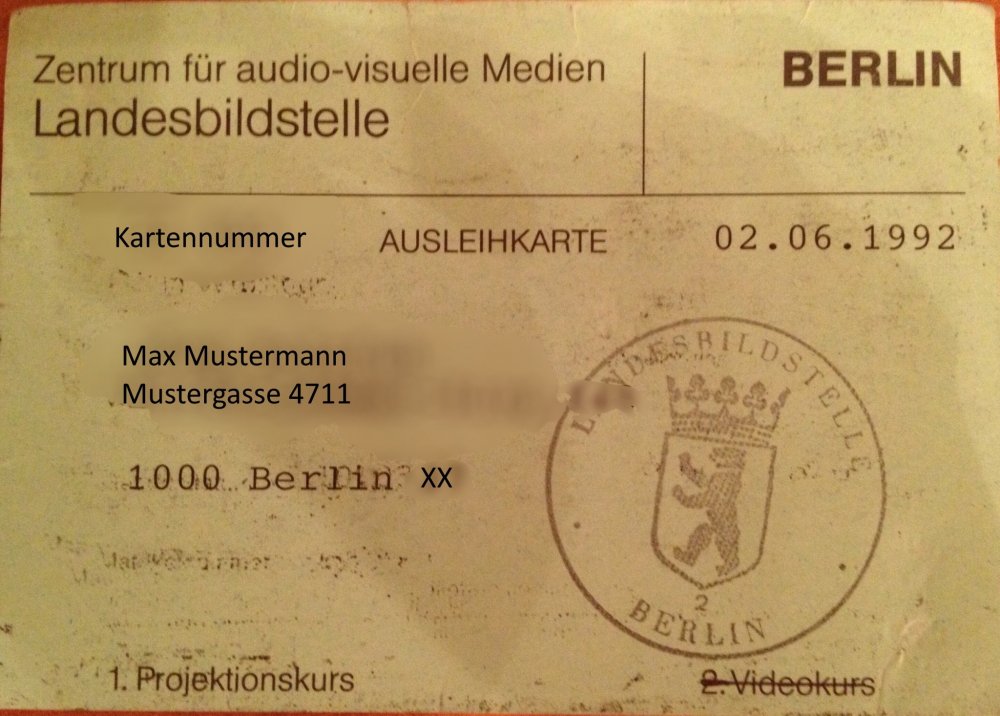 Zentrum für audio-visuelle Medien
Landesbildstelle
BERLIN
Kartennummer
AUSLEIHKARTE
02.06.1992
Max Mustermann
Mustergasse 4711
1000 Berlin XX
LANDESBILDSTELLE
2
BERLIN
1. Projektionskurs
2. Videokurs